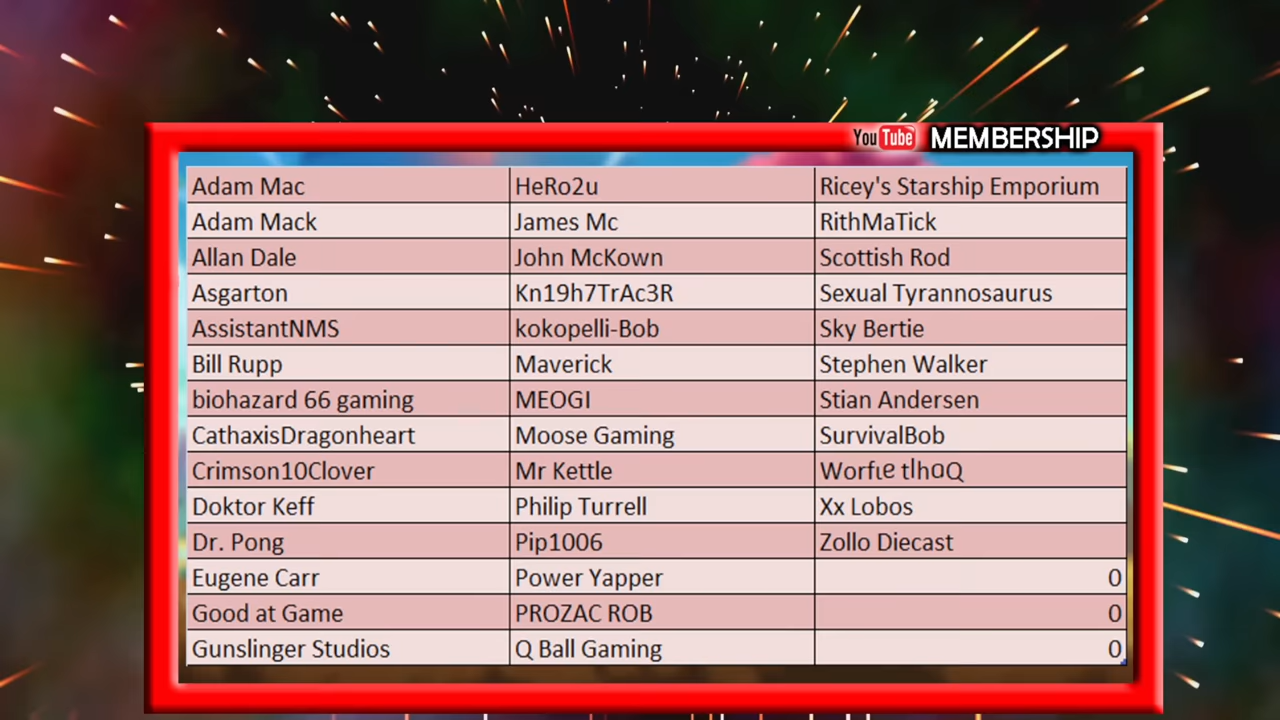 YouTube MEMBERSHIP
Adam Mac HeRo2u Ricey's Starship Emporium
Adam Mack James Mc RithMaTick
Allan Dale John McKown Scottish Rod
Asgarton Kn19h7TrAc3R Sexual Tyrannosaurus
AssistantNMS kokopelli-Bob Sky Bertie
Bill Rupp Maverick Stephen Walker
biohazard 66 gaming MEOGI Stian Andersen
CathaxisDragonheart Moose Gaming SurvivalBob
Crimson10Clover Mr Kettle Worfιɐ tlhɑQ
Doktor Keff Philip Turrell Xx Lobos
Dr. Pong Pip1006 Zollo Diecast
Eugene Carr Power Yapper 0
Good at Game PROZAC ROB 0
Gunslinger Studios Q Ball Gaming 0